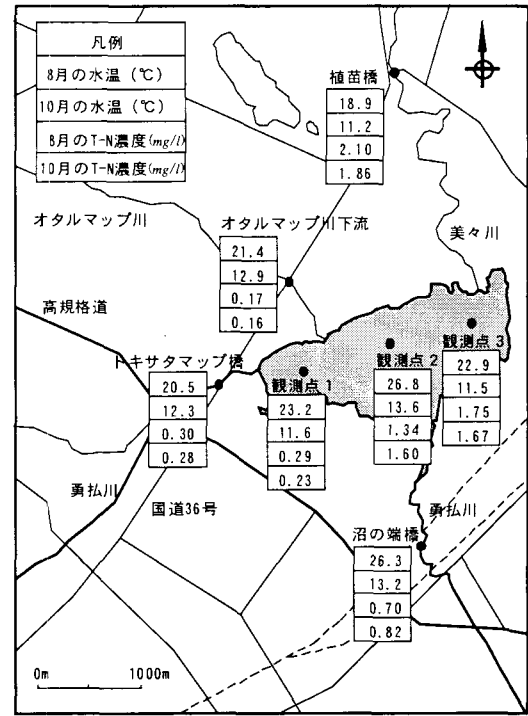 凡例
8月の水温(℃)
10月の水温(℃)
8月のT-N濃度(mg/l)
10月のT-N濃度(mg/l)
植苗橋
18.9
11.2
2.10
1.86
オタルマップ川
オタルマップ川下流
21.4
12.9
0.17
0.16
美々川
高規格道
トキサタマップ橋
20.5
12.3
0.30
0.28
観測点1
23.2
11.6
0.29
0.23
観測点2
26.8
13.6
1.34
1.60
観測点3
22.9
11.5
1.75
1.67
勇払川
国道36号
勇払川
沼の端橋
26.3
13.2
0.70
0.82
0m 1000m